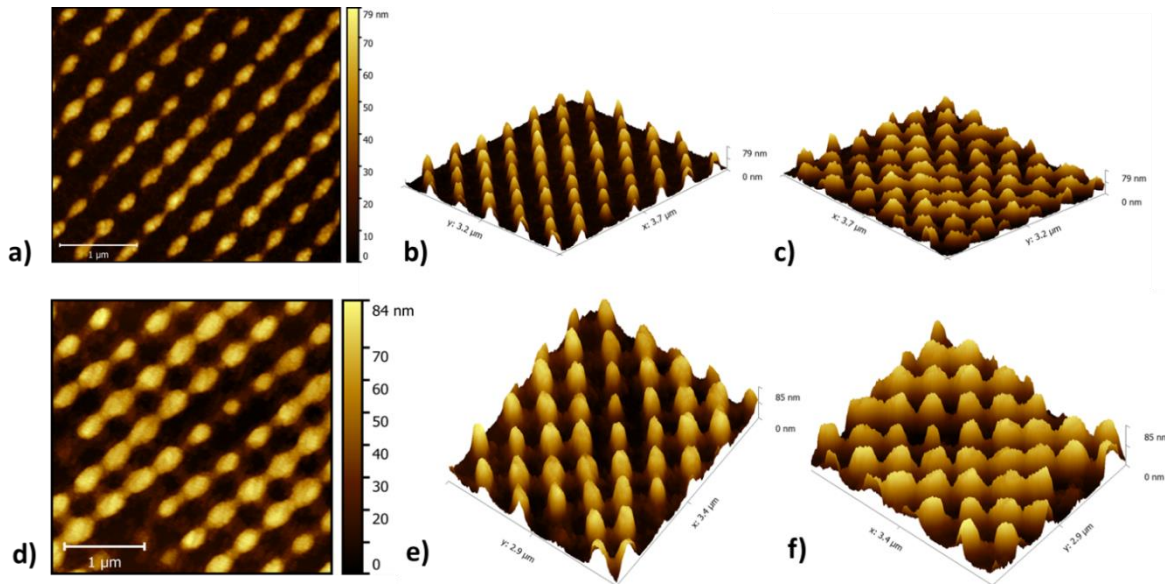 79 nm
70
60
50
40
30
20
10
0
1 µm
a)
79 nm
0 nm
y: 3.2 µm
x: 3.7 µm
b)
79 nm
0 nm
x: 3.7 µm
y: 3.2 µm
c)
84 nm
70
60
50
40
30
20
0
1 µm
d)
85 nm
0 nm
y: 2.9 µm
x: 3.4 µm
e)
85 nm
0 nm
x: 3.4 µm
y: 2.9 µm
f)